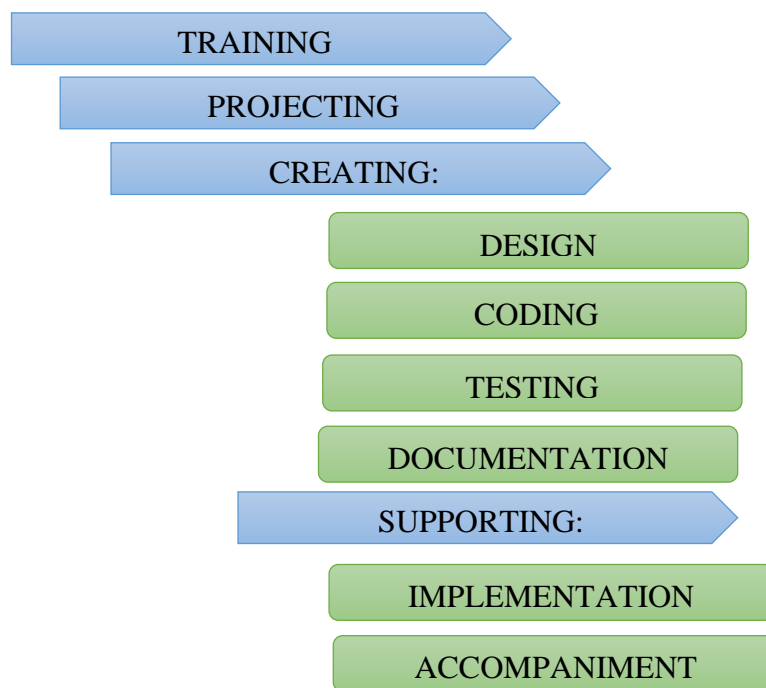 TRAINING
PROJECTING
CREATING:
DESIGN
CODING
TESTING
DOCUMENTATION
SUPPORTING:
IMPLEMENTATION
ACCOMPANIMENT